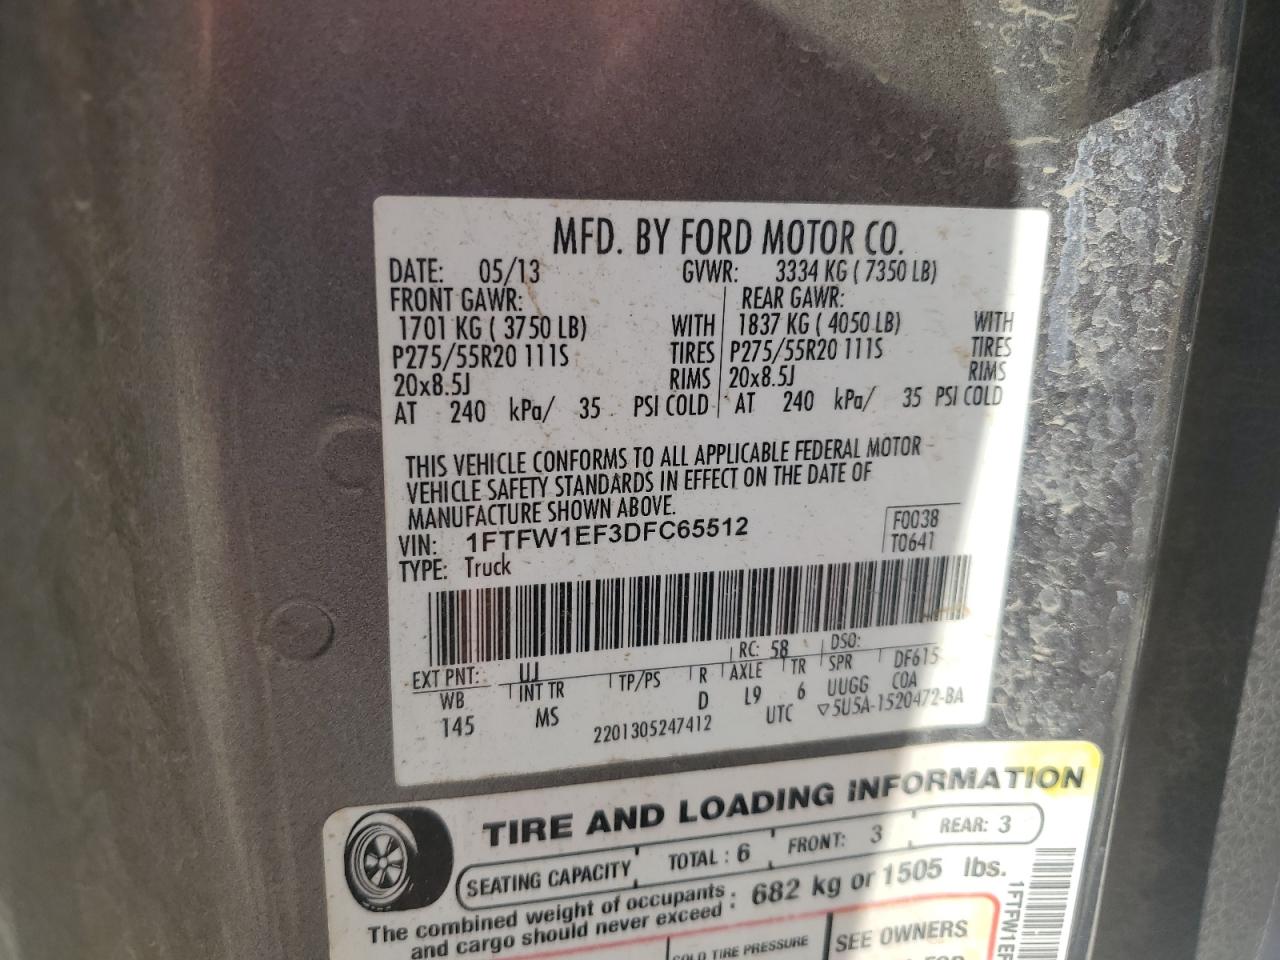 MFD. BY FORD MOTOR CO.
DATE: 05/13 GVWR: 3334 KG ( 7350 LB)
FRONT GAWR: REAR GAWR:
1701 KG ( 3750 LB) WITH 1837 KG ( 4050 LB) WITH
P275/55R20 111S TIRES P275/55R20 111S TIRES
20x8.5J RIMS 20x8.5J RIMS
AT 240 kPa/ 35 PSI COLD AT 240 kPa/ 35 PSI COLD
THIS VEHICLE CONFORMS TO ALL APPLICABLE FEDERAL MOTOR
VEHICLE SAFETY STANDARDS IN EFFECT ON THE DATE OF
MANUFACTURE SHOWN ABOVE.
VIN: 1FTFW1EF3DFC65512 F0038
TYPE: Truck T0641
EXT PNT: UJ RC: 58 DSO:
WB INT TR TP/PS R AXLE TR SPR DF615
145 MS D L9 6 UUGG COA
2201305247412 UTC ▽5U5A-1520472-BA
TIRE AND LOADING INFORMATION
SEATING CAPACITY TOTAL : 6 FRONT: 3 REAR: 3
The combined weight of occupants : 682 kg or 1505 lbs.
and cargo should never exceed
COLD TIRE PRESSURE SEE OWNERS
1FTFW1EF